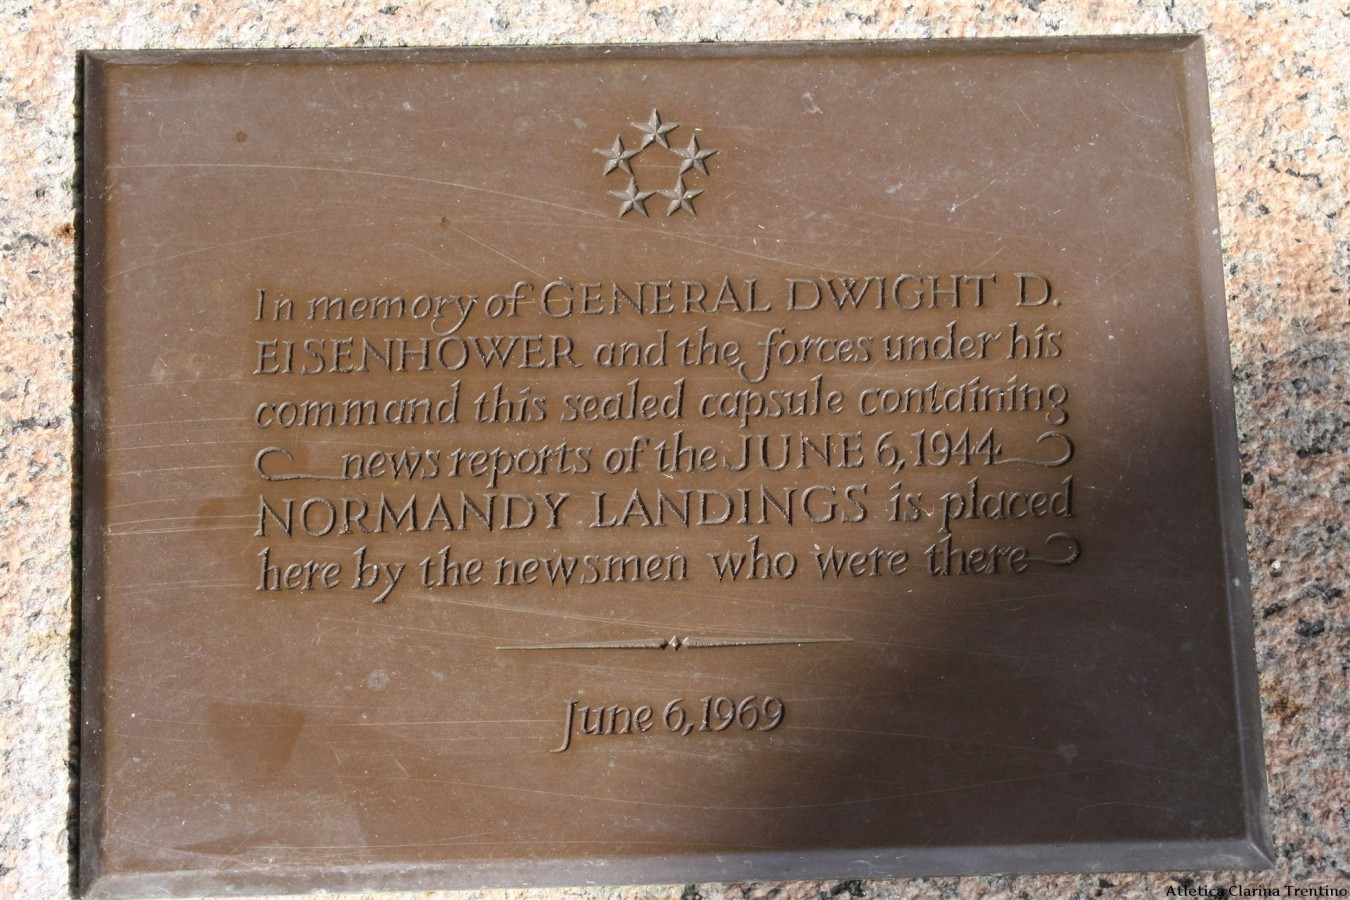 In memory of GENERAL DWIGHT D.
EISENHOWER and the forces under his
command this sealed capsule containing
news reports of the JUNE 6, 1944
NORMANDY LANDINGS is placed
here by the newsmen who were there
June 6, 1969
Atletica Clarina Trentino